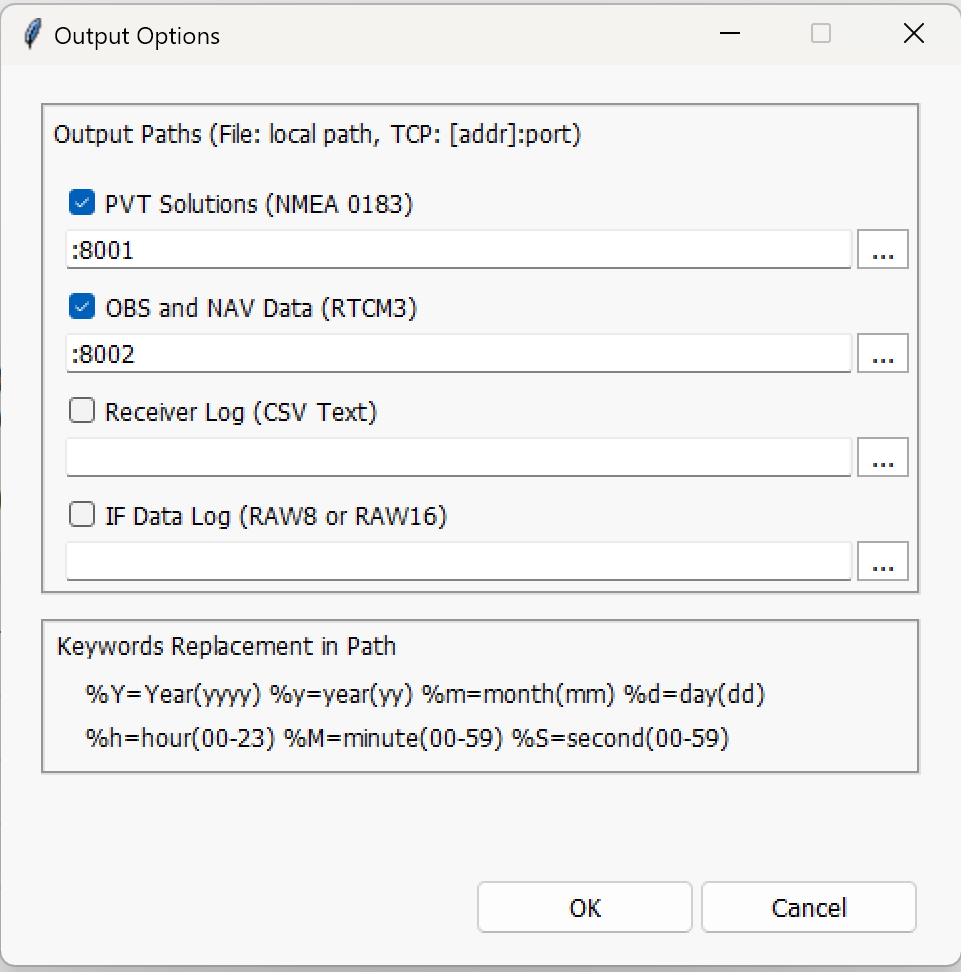 Output Options
Output Paths (File: local path, TCP: [addr]:port)
PVT Solutions (NMEA 0183)
:8001
...
OBS and NAV Data (RTCM3)
:8002
...
Receiver Log (CSV Text)
...
IF Data Log (RAW8 or RAW16)
...
Keywords Replacement in Path
%Y=Year(yyyy) %y=year(yy) %m=month(mm) %d=day(dd)
%h=hour(00-23) %M=minute(00-59) %S=second(00-59)
OK
Cancel